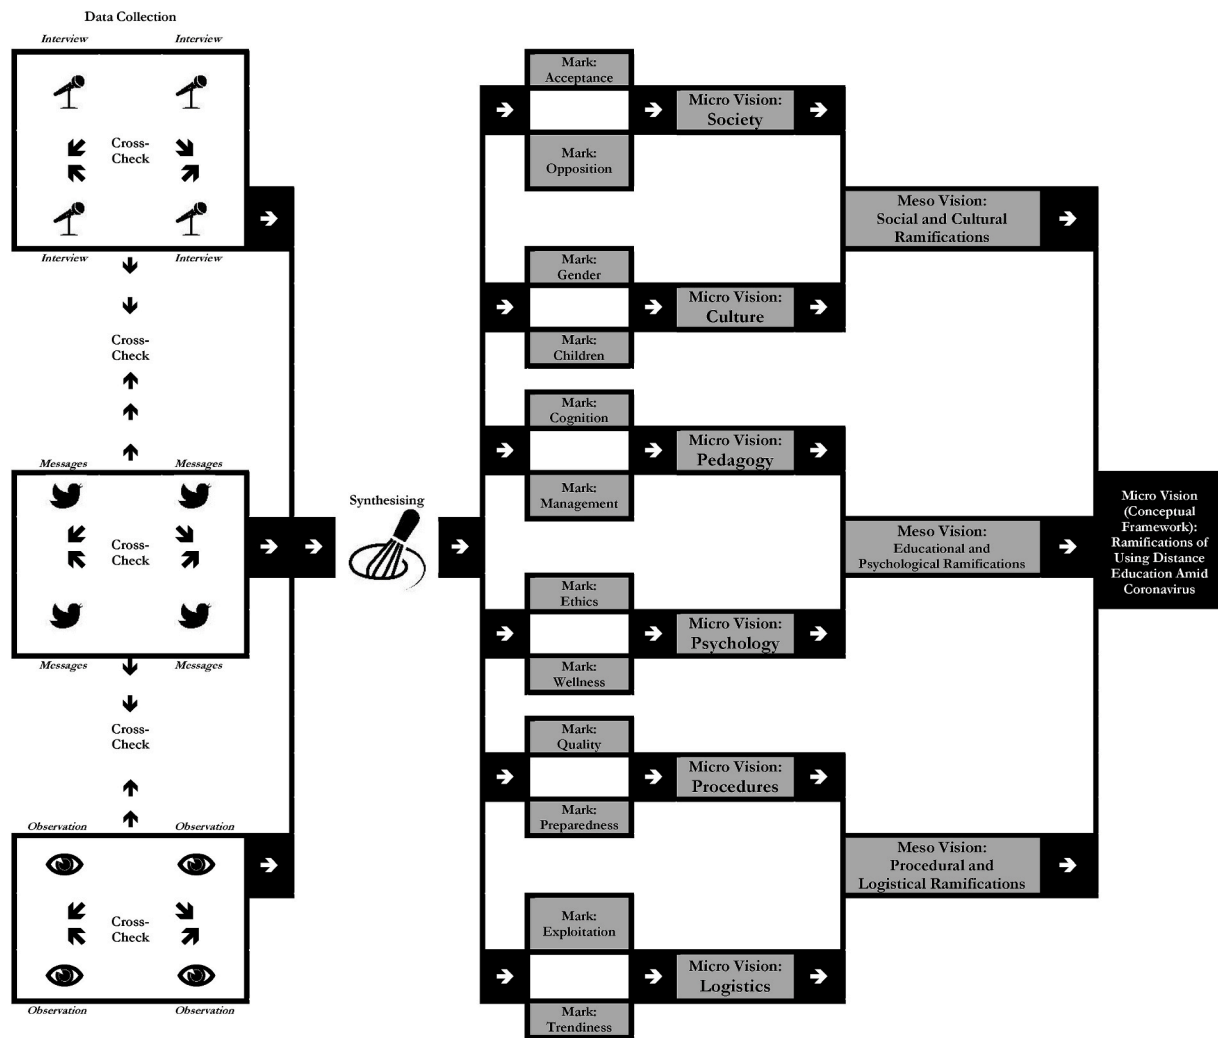 Data Collection
Interview
Interview
Cross-
Check
Interview
Interview
Cross-
Check
Messages
Messages
Cross-
Check
Messages
Messages
Cross-
Check
Observation
Observation
Cross-
Check
Observation
Observation
Synthesising
Mark:
Acceptance
Micro Vision:
Society
Mark:
Opposition
Mark:
Gender
Micro Vision:
Culture
Mark:
Children
Mark:
Cognition
Micro Vision:
Pedagogy
Mark:
Management
Mark:
Ethics
Micro Vision:
Psychology
Mark:
Wellness
Mark:
Quality
Micro Vision:
Procedures
Mark:
Preparedness
Mark:
Exploitation
Micro Vision:
Logistics
Mark:
Trendiness
Meso Vision:
Social and Cultural
Ramifications
Meso Vision:
Educational and
Psychological Ramifications
Meso Vision:
Procedural and
Logistical Ramifications
Micro Vision
(Conceptual
Framework):
Ramifications of
Using Distance
Education Amid
Coronavirus